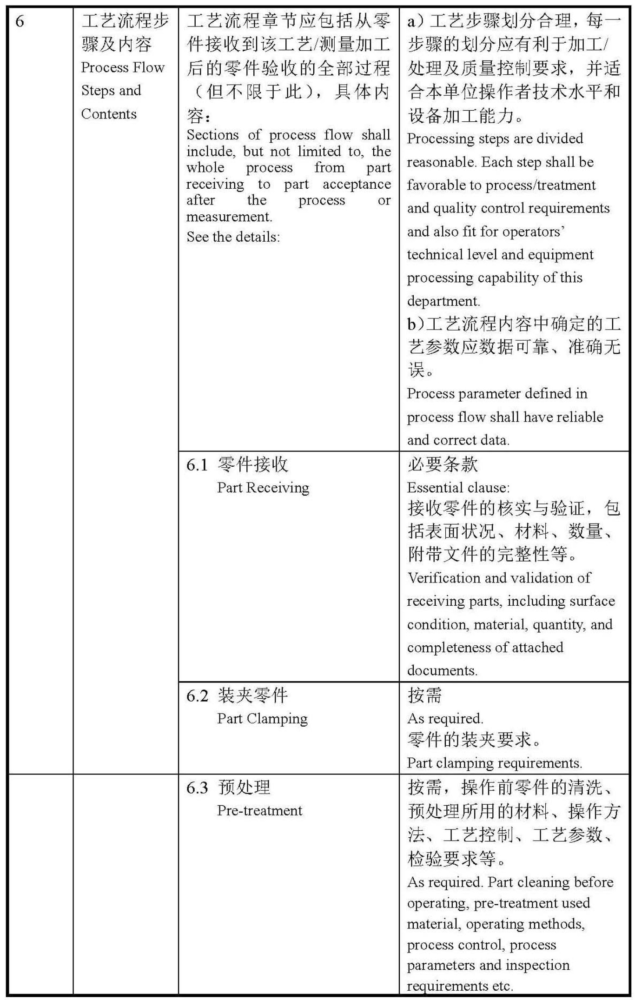 6
工艺流程步
骤及内容
Process Flow
Steps and
Contents
工艺流程章节应包括从零
件接收到该工艺/测量加工
后的零件验收的全部过程
（但不限于此），具体内
容：
Sections of process flow shall
include, but not limited to, the
whole process from part
receiving to part acceptance
after the process or
measurement.
See the details:
a）工艺步骤划分合理，每一
步骤的划分应有利于加工/
处理及质量控制要求，并适
合本单位操作者技术水平和
设备加工能力。
Processing steps are divided
reasonable. Each step shall be
favorable to process/treatment
and quality control requirements
and also fit for operators’
technical level and equipment
processing capability of this
department.
b）工艺流程内容中确定的工
艺参数应数据可靠、准确无
误。
Process parameter defined in
process flow shall have reliable
and correct data.
6.1 零件接收
Part Receiving
必要条款
Essential clause:
接收零件的核实与验证，包
括表面状况、材料、数量、
附带文件的完整性等。
Verification and validation of
receiving parts, including surface
condition, material, quantity, and
completeness of attached
documents.
6.2 装夹零件
Part Clamping
按需
As required.
零件的装夹要求。
Part clamping requirements.
6.3 预处理
Pre-treatment
按需，操作前零件的清洗、
预处理所用的材料、操作方
法、工艺控制、工艺参数、
检验要求等。
As required. Part cleaning before
operating, pre-treatment used
material, operating methods,
process control, process
parameters and inspection
requirements etc.